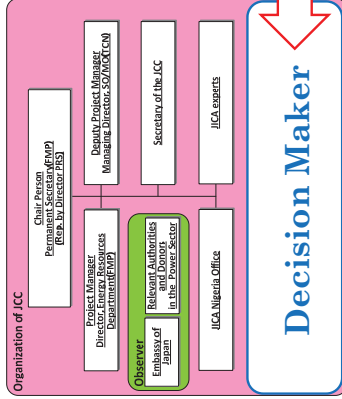 Organization of JCC
Chair Person
Permanent Secretary(FMP)
(Rep. by Director PRS)
Project Manager
Director, Energy Resources
Department(FMP)
Deputy Project Manager
Managing Director, SO/MO(TCN)
Observer
Embassy of
Japan
Relevant Authorities
and Donors
in the Power Sector
Secretary of the JCC
JICA Nigeria Office
JICA experts
Decision Maker